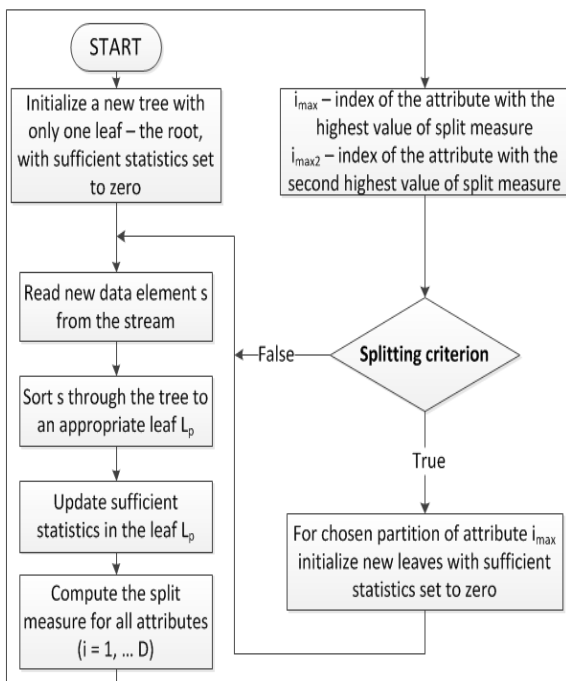 START
Initialize a new tree with
only one leaf – the root,
with sufficient statistics set
to zero
Read new data element s
from the stream
Sort s through the tree to
an appropriate leaf Lp
Update sufficient
statistics in the leaf Lp
Compute the split
measure for all attributes
(i = 1, ... D)
imax – index of the attribute with the
highest value of split measure
imax2 – index of the attribute with the
second highest value of split measure
Splitting criterion
False
True
For chosen partition of attribute imax
initialize new leaves with sufficient
statistics set to zero